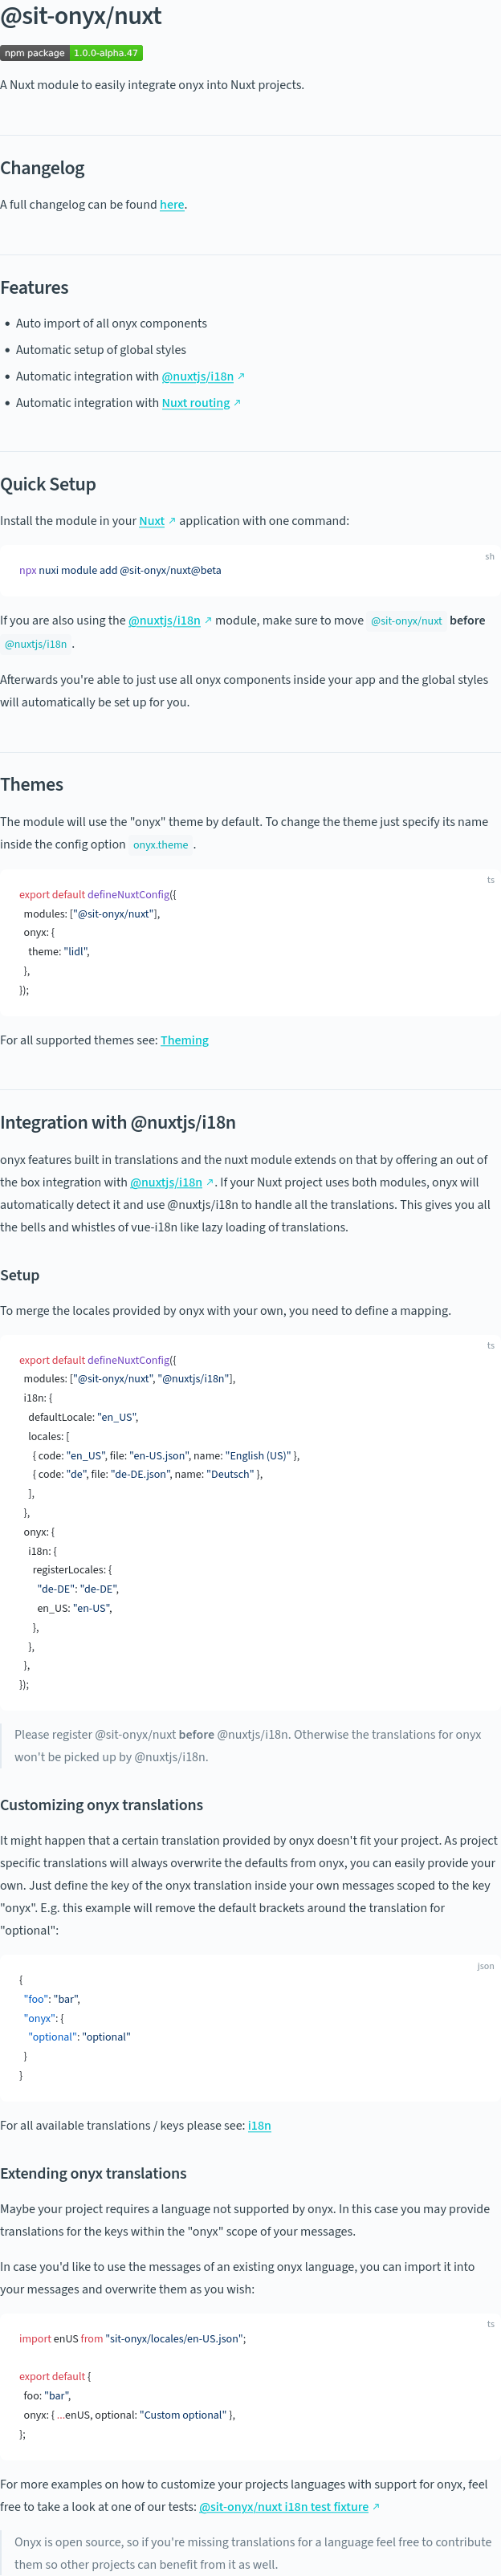 @sit-onyx/nuxt
npm package 1.0.0-alpha.47
A Nuxt module to easily integrate onyx into Nuxt projects.
Changelog
A full changelog can be found here.
Features
• Auto import of all onyx components
• Automatic setup of global styles
• Automatic integration with @nuxtjs/i18n ↗
• Automatic integration with Nuxt routing ↗
Quick Setup
Install the module in your Nuxt ↗ application with one command:
sh
npx nuxi module add @sit-onyx/nuxt@beta
If you are also using the @nuxtjs/i18n ↗ module, make sure to move @sit-onyx/nuxt before
@nuxtjs/i18n .
Afterwards you're able to just use all onyx components inside your app and the global styles
will automatically be set up for you.
Themes
The module will use the "onyx" theme by default. To change the theme just specify its name
inside the config option onyx.theme .
ts
export default defineNuxtConfig({
  modules: ["@sit-onyx/nuxt"],
  onyx: {
    theme: "lidl",
  },
});
For all supported themes see: Theming
Integration with @nuxtjs/i18n
onyx features built in translations and the nuxt module extends on that by offering an out of
the box integration with @nuxtjs/i18n ↗. If your Nuxt project uses both modules, onyx will
automatically detect it and use @nuxtjs/i18n to handle all the translations. This gives you all
the bells and whistles of vue-i18n like lazy loading of translations.
Setup
To merge the locales provided by onyx with your own, you need to define a mapping.
ts
export default defineNuxtConfig({
  modules: ["@sit-onyx/nuxt", "@nuxtjs/i18n"],
  i18n: {
    defaultLocale: "en_US",
    locales: [
      { code: "en_US", file: "en-US.json", name: "English (US)" },
      { code: "de", file: "de-DE.json", name: "Deutsch" },
    ],
  },
  onyx: {
    i18n: {
      registerLocales: {
        "de-DE": "de-DE",
        en_US: "en-US",
      },
    },
  },
});
Please register @sit-onyx/nuxt before @nuxtjs/i18n. Otherwise the translations for onyx
won't be picked up by @nuxtjs/i18n.
Customizing onyx translations
It might happen that a certain translation provided by onyx doesn't fit your project. As project
specific translations will always overwrite the defaults from onyx, you can easily provide your
own. Just define the key of the onyx translation inside your own messages scoped to the key
"onyx". E.g. this example will remove the default brackets around the translation for
"optional":
json
{
  "foo": "bar",
  "onyx": {
    "optional": "optional"
  }
}
For all available translations / keys please see: i18n
Extending onyx translations
Maybe your project requires a language not supported by onyx. In this case you may provide
translations for the keys within the "onyx" scope of your messages.
In case you'd like to use the messages of an existing onyx language, you can import it into
your messages and overwrite them as you wish:
ts
import enUS from "sit-onyx/locales/en-US.json";
export default {
  foo: "bar",
  onyx: { ...enUS, optional: "Custom optional" },
};
For more examples on how to customize your projects languages with support for onyx, feel
free to take a look at one of our tests: @sit-onyx/nuxt i18n test fixture ↗
Onyx is open source, so if you're missing translations for a language feel free to contribute
them so other projects can benefit from it as well.